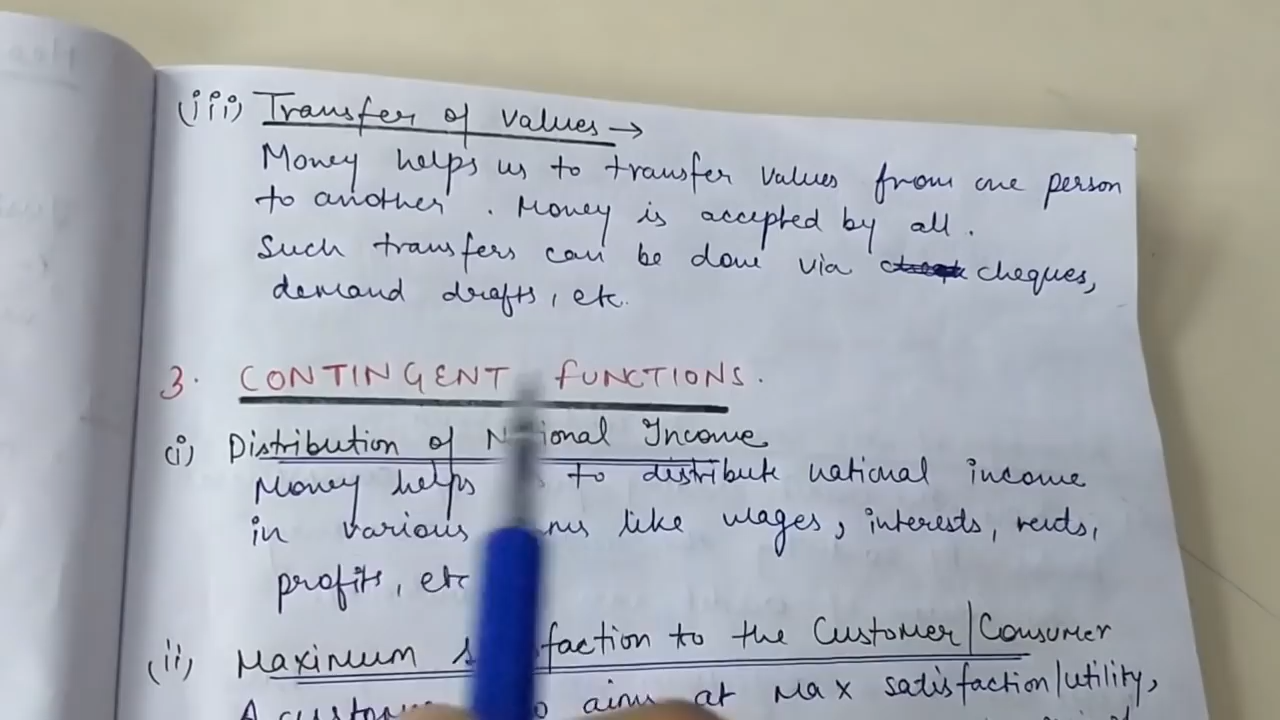 (iii) Transfer of values →
Money helps us to transfer values from one person
to another. Money is accepted by all.
Such transfers can be done via cheques,
demand drafts, etc.
3. CONTINGENT FUNCTIONS.
(i) Distribution of National Income
Money helps to distribute national income
in various like wages, interests, rents,
profits, etc
(ii) Maximum satisfaction to the Customer/Consumer
A aims at Max satisfaction/utility,